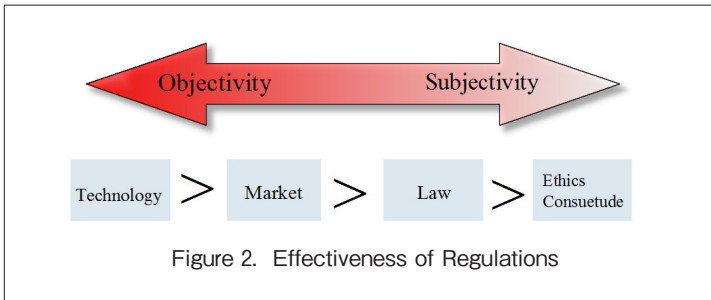 Objectivity Subjectivity
Technology > Market > Law > Ethics
Consuetude
Figure 2. Effectiveness of Regulations